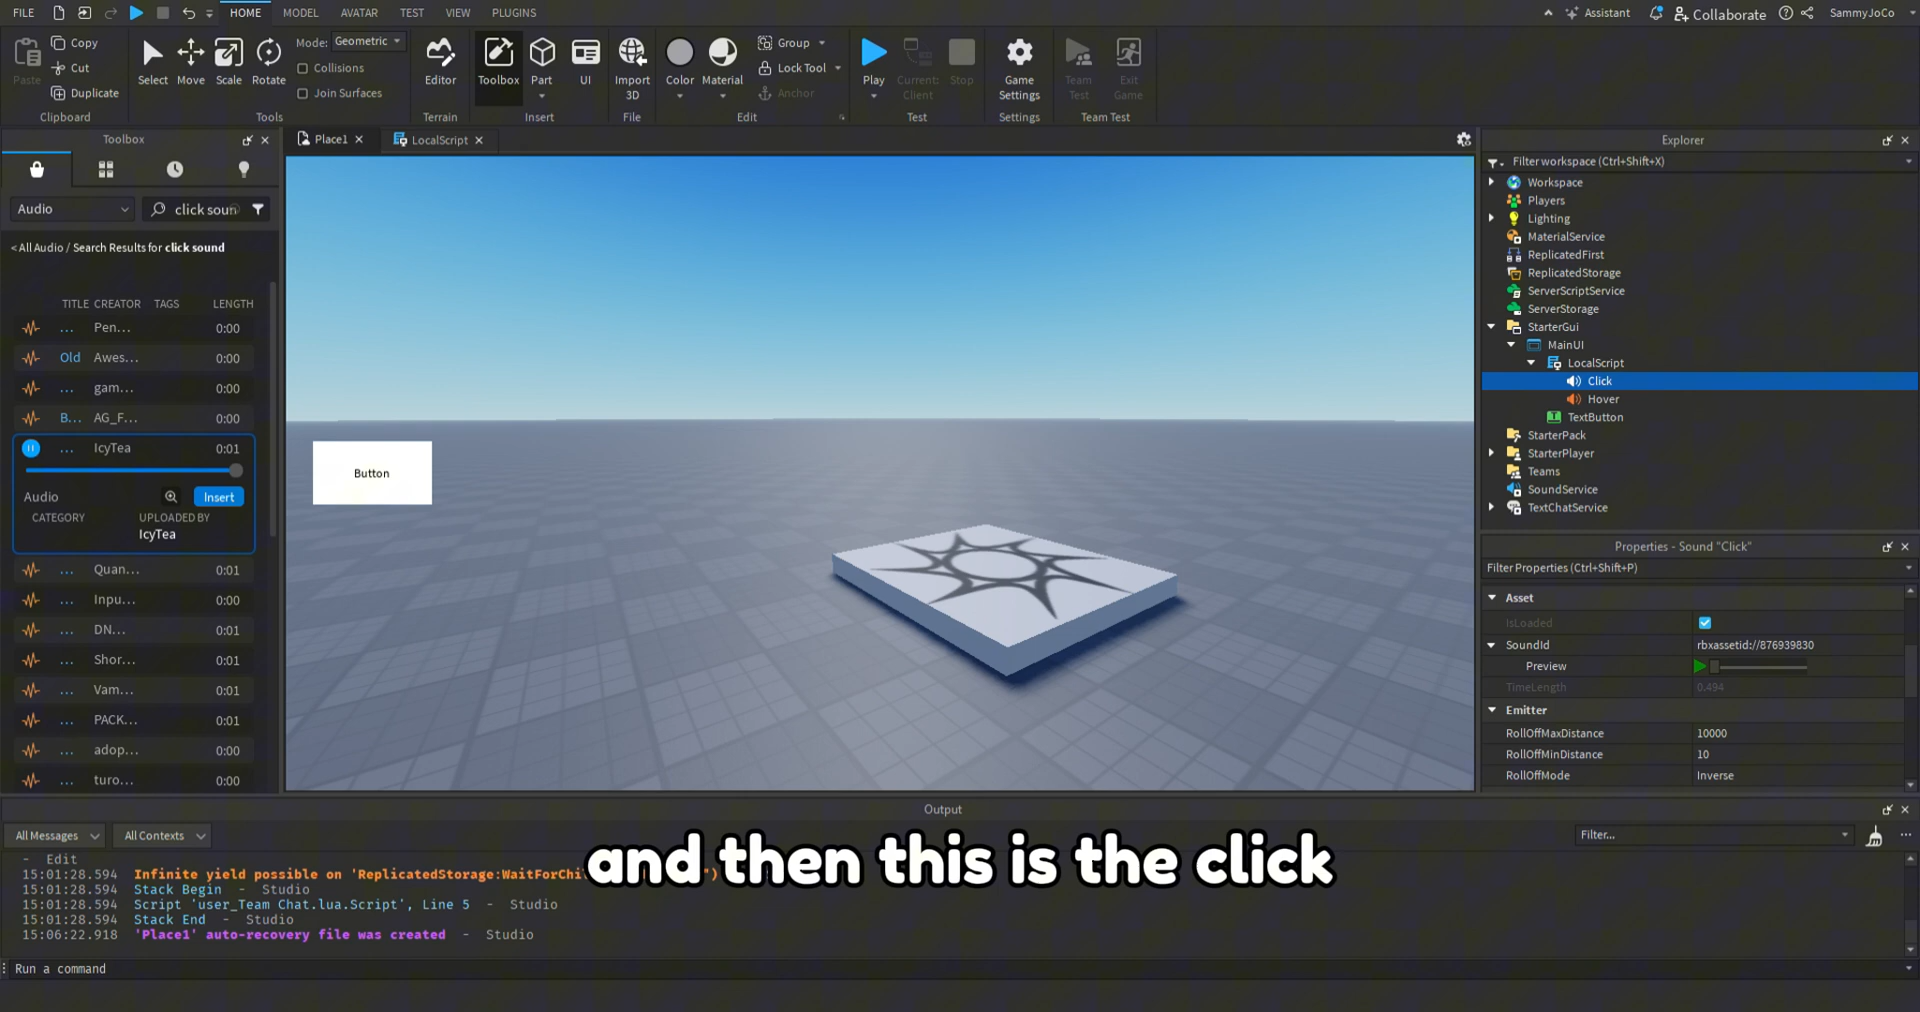 FILE
HOME
MODEL
AVATAR
TEST
VIEW
PLUGINS
Assistant
Collaborate
SammyJoCo
Paste
Copy
Cut
Duplicate
Clipboard
Select
Move
Scale
Rotate
Mode: Geometric
Collisions
Join Surfaces
Tools
Editor
Terrain
Toolbox
Part
UI
Insert
Import
3D
File
Color
Material
Group
Lock Tool
Anchor
Edit
Play
Current:
Client
Stop
Test
Game
Settings
Settings
Team
Test
Exit
Game
Team Test
Toolbox
Audio
click soun
< All Audio / Search Results for click sound
TITLE CREATOR TAGS LENGTH
... Pen... 0:00
Old Awes... 0:00
... gam... 0:00
B... AG_F... 0:00
... IcyTea 0:01
Audio
Insert
CATEGORY UPLOADED BY
IcyTea
... Quan... 0:01
... Inpu... 0:00
... DN... 0:01
... Shor... 0:01
... Vam... 0:01
... PACK... 0:01
... adop... 0:00
... turo... 0:00
Place1
LocalScript
Button
Explorer
Filter workspace (Ctrl+Shift+X)
Workspace
Players
Lighting
MaterialService
ReplicatedFirst
ReplicatedStorage
ServerScriptService
ServerStorage
StarterGui
MainUI
LocalScript
Click
Hover
TextButton
StarterPack
StarterPlayer
Teams
SoundService
TextChatService
Properties - Sound "Click"
Filter Properties (Ctrl+Shift+P)
Asset
IsLoaded
SoundId rbxassetid://876939830
Preview
TimeLength 0.494
Emitter
RollOffMaxDistance 10000
RollOffMinDistance 10
RollOffMode Inverse
Output
All Messages
All Contexts
Filter...
- Edit
15:01:28.594 Infinite yield possible on 'ReplicatedStorage:WaitForChi
15:01:28.594 Stack Begin - Studio
15:01:28.594 Script 'user_Team Chat.lua.Script', Line 5 - Studio
15:01:28.594 Stack End - Studio
15:06:22.918 'Place1' auto-recovery file was created - Studio
and then this is the click
Run a command